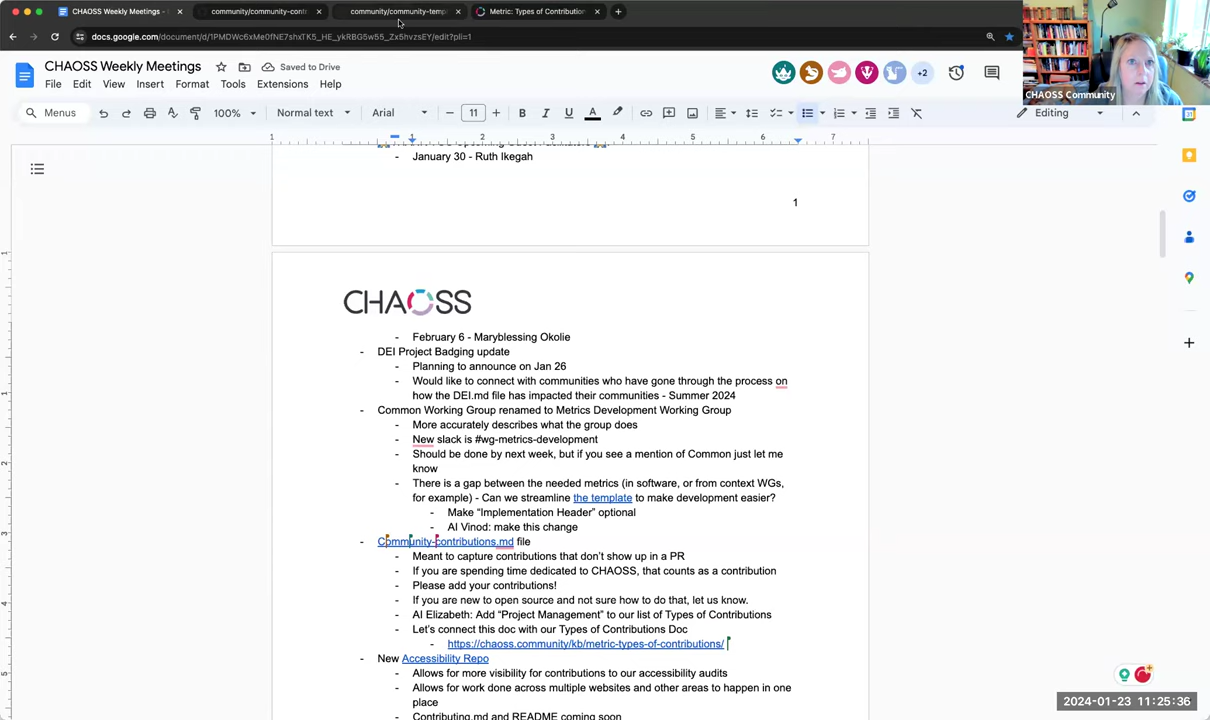 CHAOSS Weekly Meetings -
community/community-contri
community/community-temp
Metric: Types of Contribution
docs.google.com/document/d/1PMDWc6xMe0fNE7shxTK5_HE_ykRBG5w55_Zx5hvzsEY/edit?pli=1
CHAOSS Weekly Meetings
Saved to Drive
File Edit View Insert Format Tools Extensions Help
+2
CHAOSS Community
Menus
100%
Normal text
Arial
11
Editing
1 1 2 3 4 5 6 7
- January 30 - Ruth Ikegah
1
CHAOSS
- February 6 - Maryblessing Okolie
- DEI Project Badging update
- Planning to announce on Jan 26
- Would like to connect with communities who have gone through the process on
how the DEI.md file has impacted their communities - Summer 2024
- Common Working Group renamed to Metrics Development Working Group
- More accurately describes what the group does
- New slack is #wg-metrics-development
- Should be done by next week, but if you see a mention of Common just let me
know
- There is a gap between the needed metrics (in software, or from context WGs,
for example) - Can we streamline the template to make development easier?
- Make “Implementation Header” optional
- AI Vinod: make this change
- Community-contributions.md file
- Meant to capture contributions that don’t show up in a PR
- If you are spending time dedicated to CHAOSS, that counts as a contribution
- Please add your contributions!
- If you are new to open source and not sure how to do that, let us know.
- AI Elizabeth: Add “Project Management” to our list of Types of Contributions
- Let’s connect this doc with our Types of Contributions Doc
- https://chaoss.community/kb/metric-types-of-contributions/
- New Accessibility Repo
- Allows for more visibility for contributions to our accessibility audits
- Allows for work done across multiple websites and other areas to happen in one
place
- Contributing.md and README coming soon
2024-01-23 11:25:36